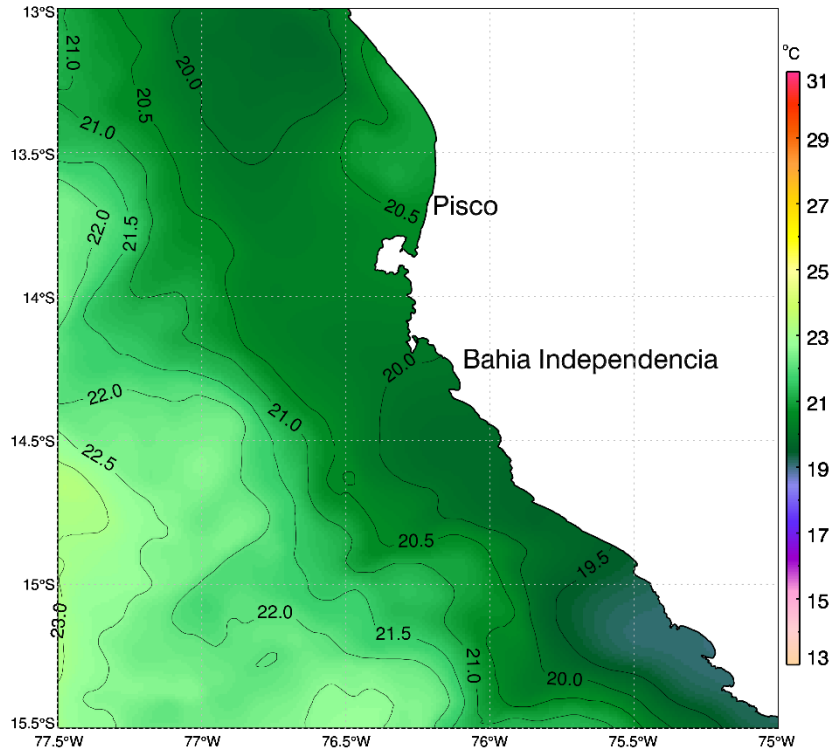 13°S
13.5°S
14°S
14.5°S
15°S
15.5°S
77.5°W
77°W
76.5°W
76°W
75.5°W
75°W
°C
31
29
27
25
23
21
19
17
15
13
Pisco
Bahia Independencia
21.0
20.5
20.0
21.0
22.0
21.5
20.5
20.0
22.0
21.0
22.5
20.5
19.5
23.0
22.0
21.5
21.0
20.0